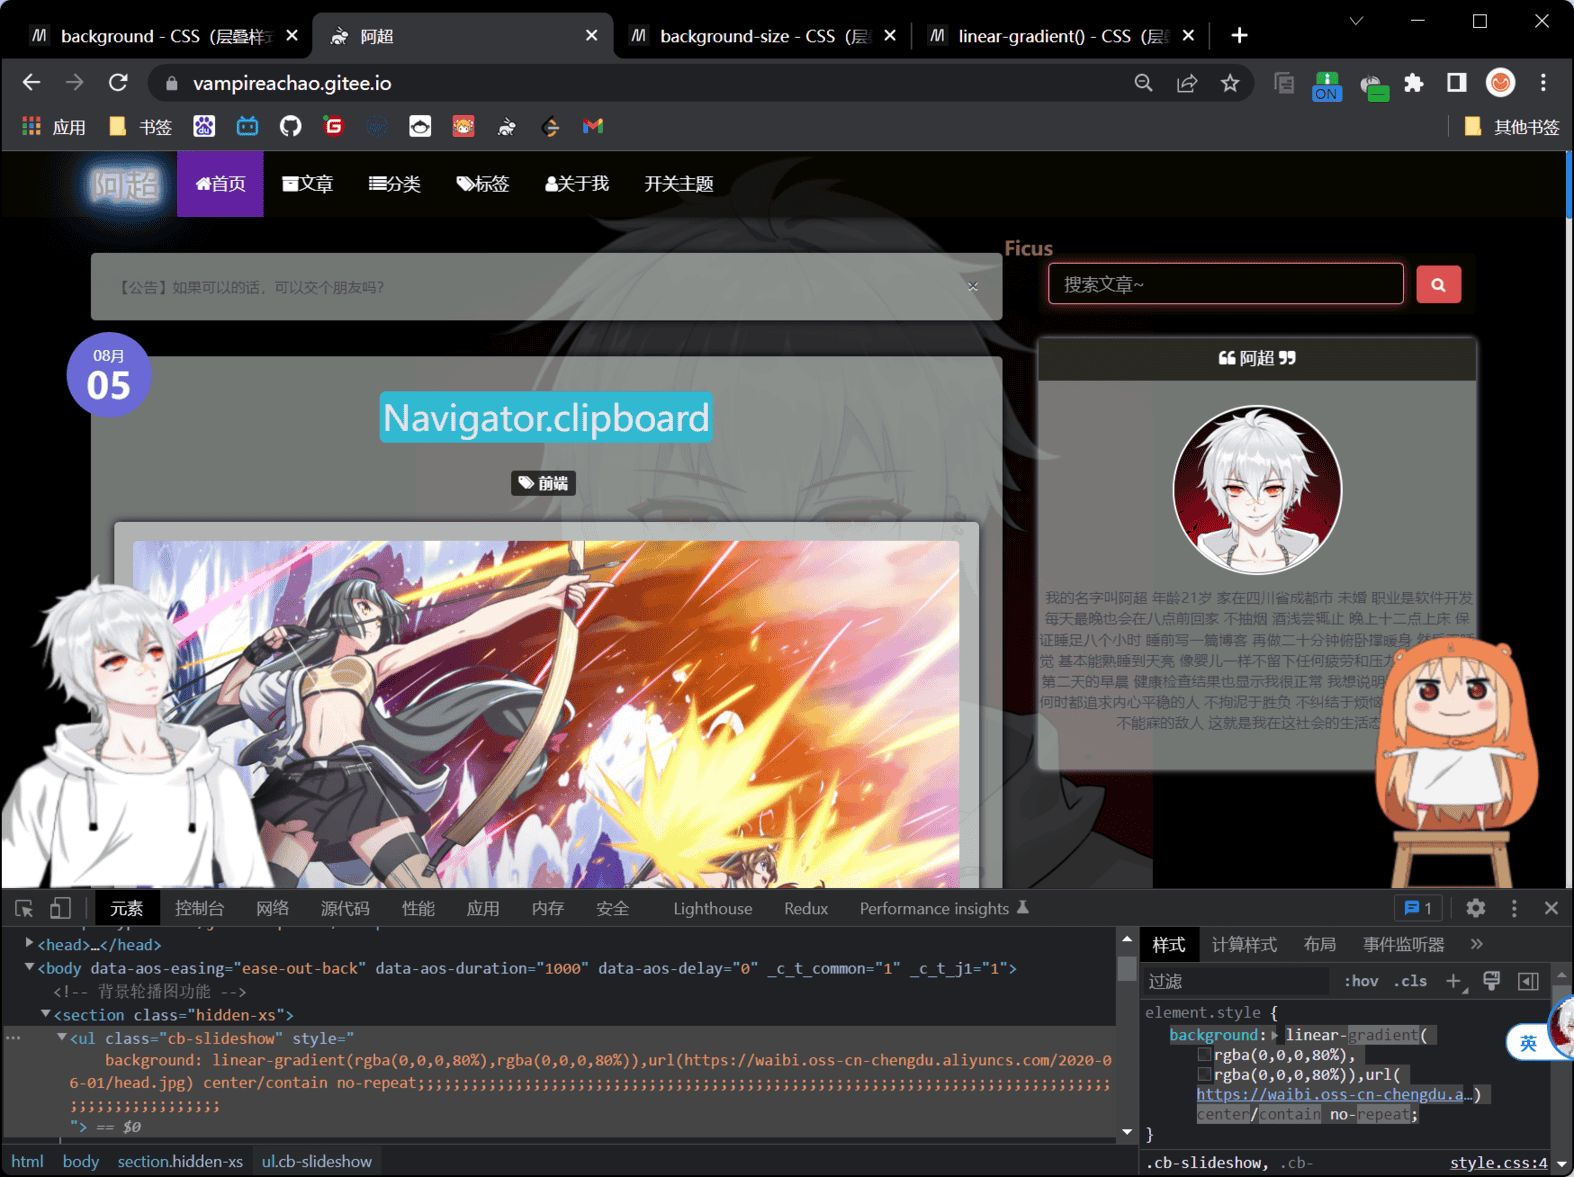 background - CSS（层叠样式
阿超
background-size - CSS（层
linear-gradient() - CSS（层
vampireachao.gitee.io
ON
应用
书签
du
其他书签
阿超
首页
文章
分类
标签
关于我
开关主题
Ficus
【公告】如果可以的话，可以交个朋友吗？
搜索文章~
08月
05
Navigator.clipboard
前端
阿超
我的名字叫阿超 年龄21岁 家在四川省成都市 未婚 职业是软件开发
每天最晚也会在八点前回家 不抽烟 酒浅尝辄止 晚上十二点上床 保
证睡足八个小时 睡前写一篇博客 再做二十分钟俯卧撑暖身
觉 基本能熟睡到天亮 像婴儿一样不留下任何疲劳和压
第二天的早晨 健康检查结果也显示我很正常 我想说明
何时都追求内心平稳的人 不拘泥于胜负 不纠结于烦
不能寐的敌人 这就是我在这社会的生活态
元素
控制台
网络
源代码
性能
应用
内存
安全
Lighthouse
Redux
Performance insights
1
<head>…</head>
<body data-aos-easing="ease-out-back" data-aos-duration="1000" data-aos-delay="0" _c_t_common="1" _c_t_j1="1">
<!-- 背景轮播图功能 -->
<section class="hidden-xs">
<ul class="cb-slideshow" style="
background: linear-gradient(rgba(0,0,0,80%),rgba(0,0,0,80%)),url(https://waibi.oss-cn-chengdu.aliyuncs.com/2020-0
6-01/head.jpg) center/contain no-repeat;;;;;;;;;;;;;;;;;;;;;;;;;;;;;;;;;;;;;;;;;;;;;;;;;;;;;;;;;;;;;;;;;;;;;;;;;;;;;;
;;;;;;;;;;;;;;;;;
"> == $0
html
body
section.hidden-xs
ul.cb-slideshow
样式
计算样式
布局
事件监听器
过滤
:hov
.cls
element.style {
background: linear-gradient(
rgba(0,0,0,80%),
rgba(0,0,0,80%)),url(
https://waibi.oss-cn-chengdu.a…)
center/contain no-repeat;
}
英
.cb-slideshow, .cb-
style.css:4